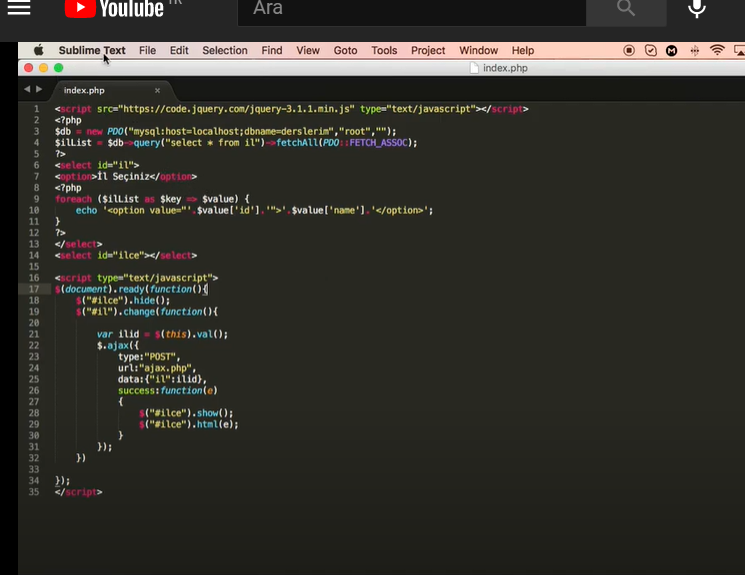 YouTube TR
Ara
Sublime Text File Edit Selection Find View Goto Tools Project Window Help
index.php
index.php
1 <script src="https://code.jquery.com/jquery-3.1.1.min.js" type="text/javascript"></script>
2 <?php
3 $db = new PDO("mysql:host=localhost;dbname=derslerim","root","");
4 $ilList = $db->query("select * from il")->fetchAll(PDO::FETCH_ASSOC);
5 ?>
6 <select id="il">
7 <option>İl Seçiniz</option>
8 <?php
9 foreach ($ilList as $key => $value) {
10 echo '<option value="'.$value['id'].'">'.$value['name'].'</option>';
11 }
12 ?>
13 </select>
14 <select id="ilce"></select>
15
16 <script type="text/javascript">
17 $(document).ready(function(){
18 $("#ilce").hide();
19 $("#il").change(function(){
20
21 var ilid = $(this).val();
22 $.ajax({
23 type:"POST",
24 url:"ajax.php",
25 data:{"il":ilid},
26 success:function(e)
27 {
28 $("#ilce").show();
29 $("#ilce").html(e);
30 }
31 });
32 })
33
34 });
35 </script>